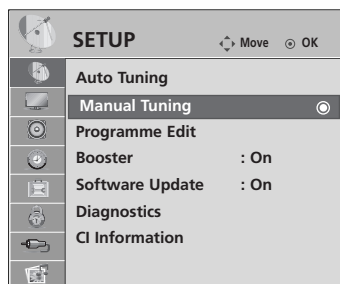 SETUP Move OK
Auto Tuning
Manual Tuning
Programme Edit
Booster : On
Software Update : On
Diagnostics
CI Information